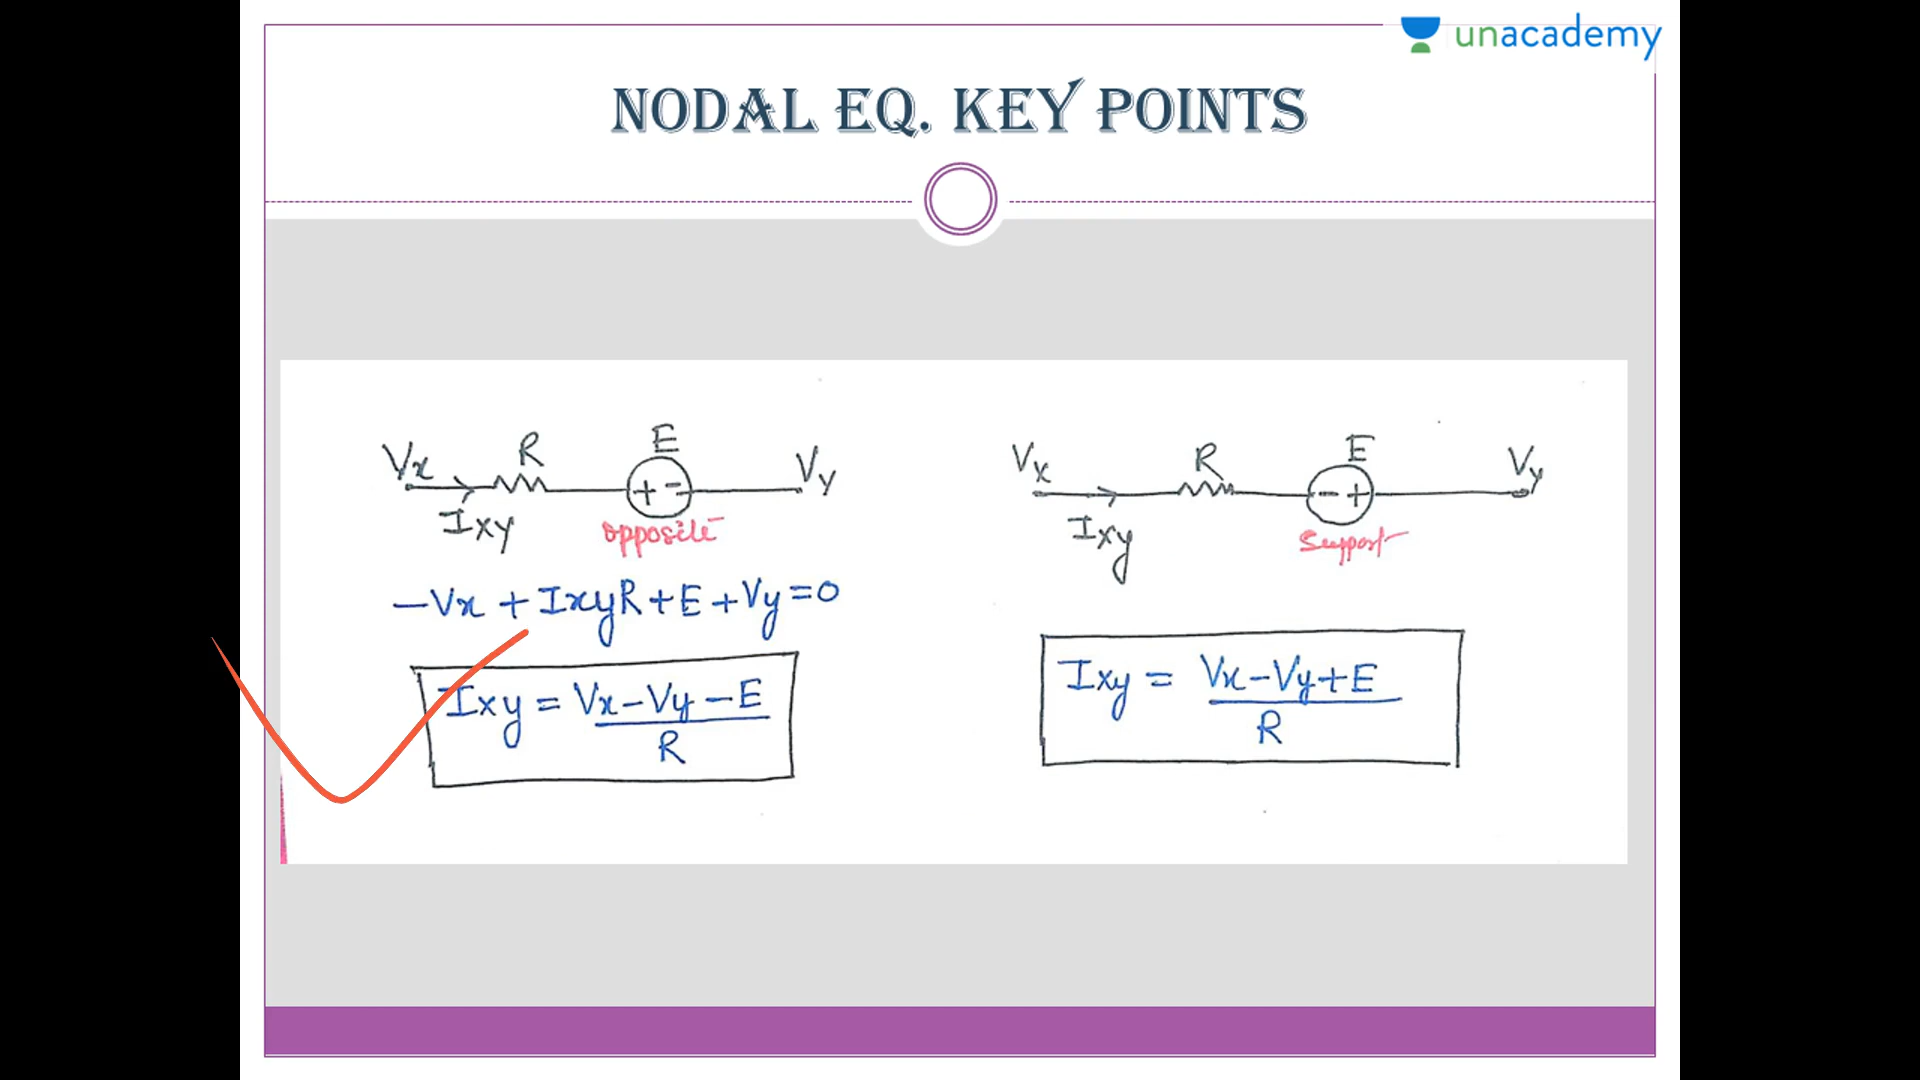 unacademy
NODAL EQ. KEY POINTS
Vx R E Vy
+ -
Ixy opposite
-Vx + IxyR + E + Vy = 0
Ixy = Vx - Vy - E
R
Vx R E Vy
- +
Ixy Support
Ixy = Vx - Vy + E
R